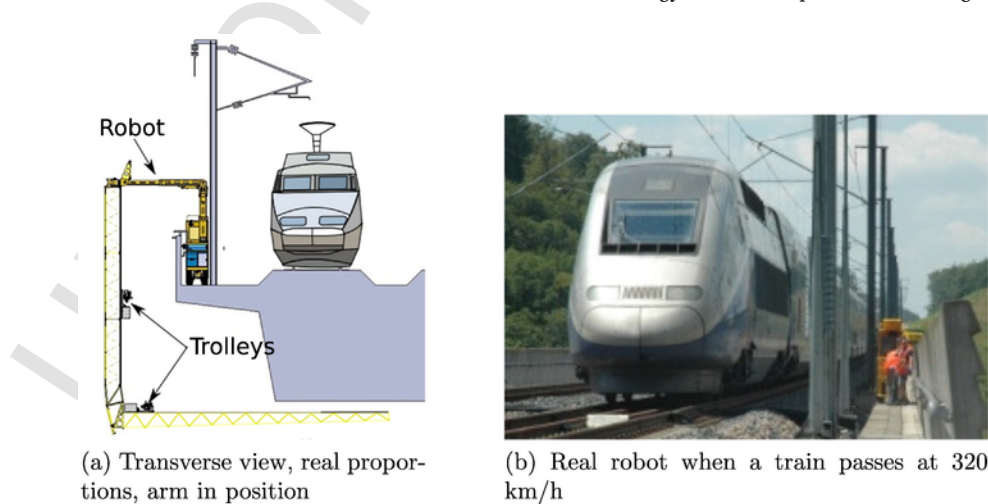 Robot
Trolleys
(a) Transverse view, real propor-
tions, arm in position
(b) Real robot when a train passes at 320
km/h